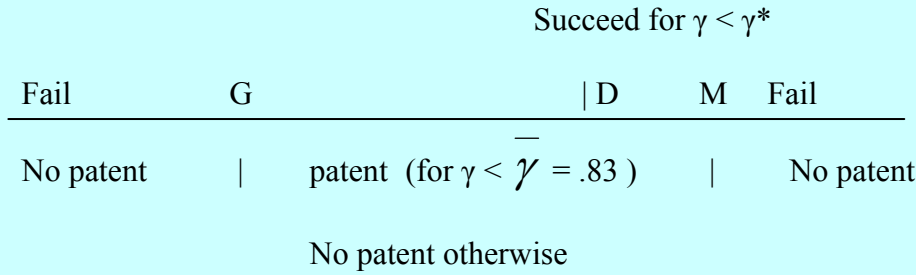 Succeed for γ < γ*
Fail G | D M Fail
No patent | patent (for γ < γ̅ = .83 ) | No patent
No patent otherwise